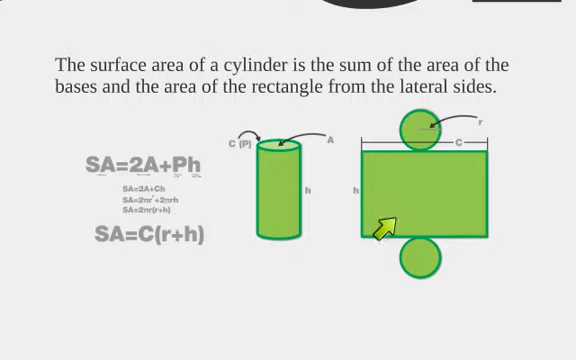 The surface area of a cylinder is the sum of the area of the
bases and the area of the rectangle from the lateral sides.
SA=2A+Ph
SA=2A+Ch
SA=2πr²+2πrh
SA=2πr(r+h)
SA=C(r+h)
C (P)
A
h
r
C
h